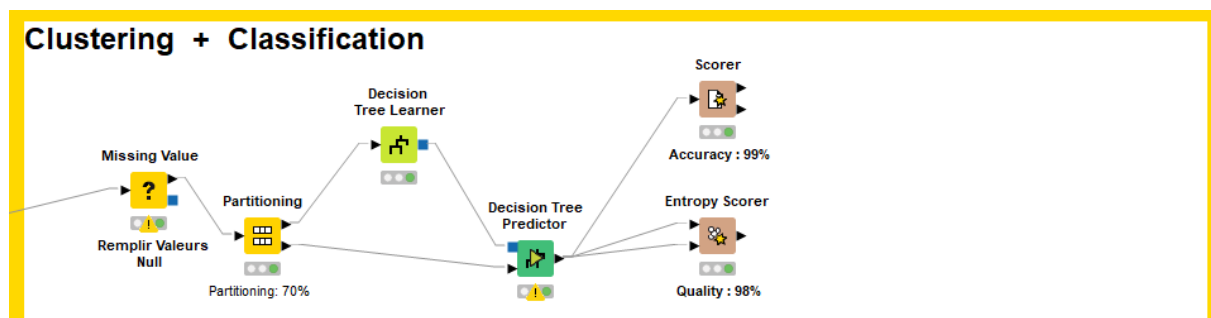 Clustering + Classification
Scorer
Decision
Tree Learner
Accuracy : 99%
Missing Value
?
Partitioning
Decision Tree
Predictor
Entropy Scorer
!
Remplir Valeurs
Null
Partitioning: 70%
!
Quality : 98%